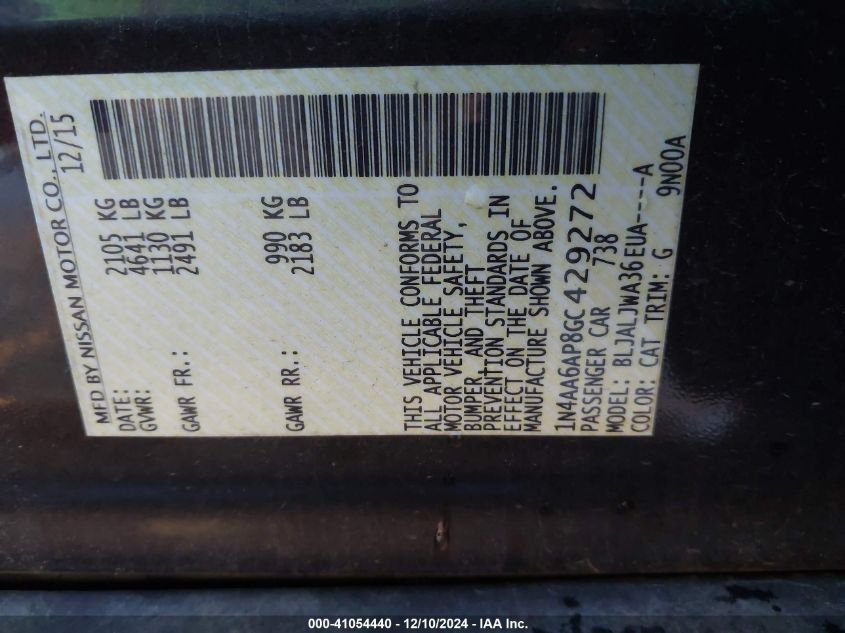 MFD BY NISSAN MOTOR CO., LTD.
DATE: 12/15
GVWR: 2105 KG
4641 LB
GAWR FR.: 1130 KG
2491 LB
GAWR RR.: 990 KG
2183 LB
THIS VEHICLE CONFORMS TO
ALL APPLICABLE FEDERAL
MOTOR VEHICLE SAFETY,
BUMPER, AND THEFT
PREVENTION STANDARDS IN
EFFECT ON THE DATE OF
MANUFACTURE SHOWN ABOVE.
1N4AA6AP8GC429272
PASSENGER CAR 738
MODEL: BLJALJWA36EUA----A
COLOR: CAT TRIM: G 9N00A
000-41054440 - 12/10/2024 - IAA Inc.